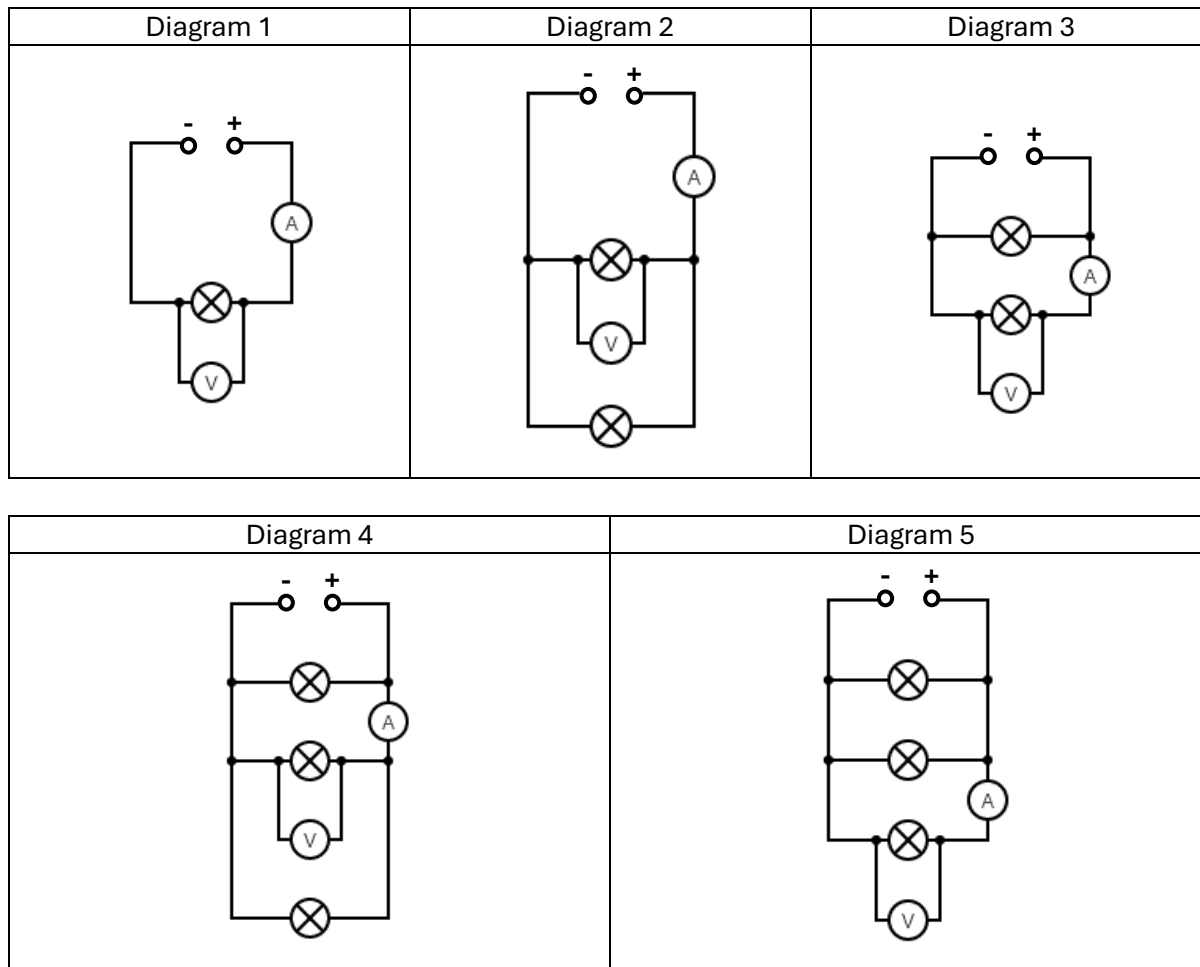 Diagram 1 Diagram 2 Diagram 3
- + - + - +
A A A
V V V
Diagram 4 Diagram 5
- + - +
A A
V V